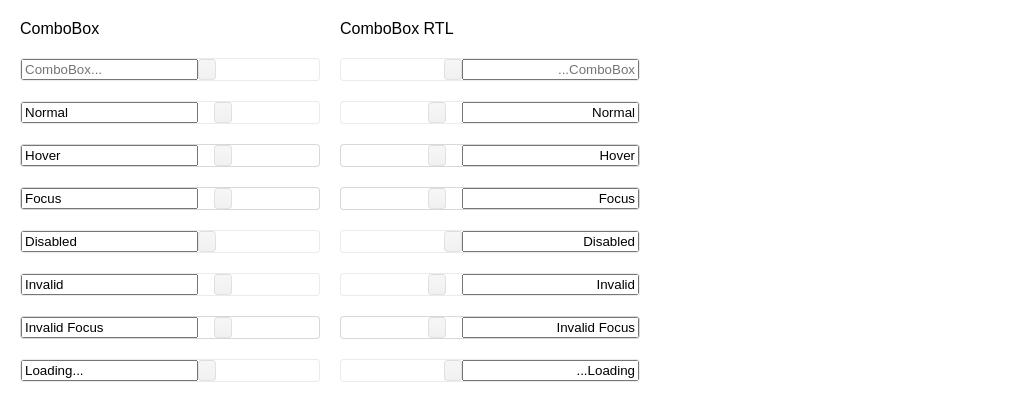 ComboBox
ComboBox...
Normal
Hover
Focus
Disabled
Invalid
Invalid Focus
Loading...
ComboBox RTL
...ComboBox
Normal
Hover
Focus
Disabled
Invalid
Invalid Focus
...Loading